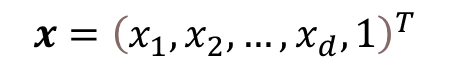 𝒙 = (𝑥₁, 𝑥₂, …, 𝑥_d, 1)ᵀ